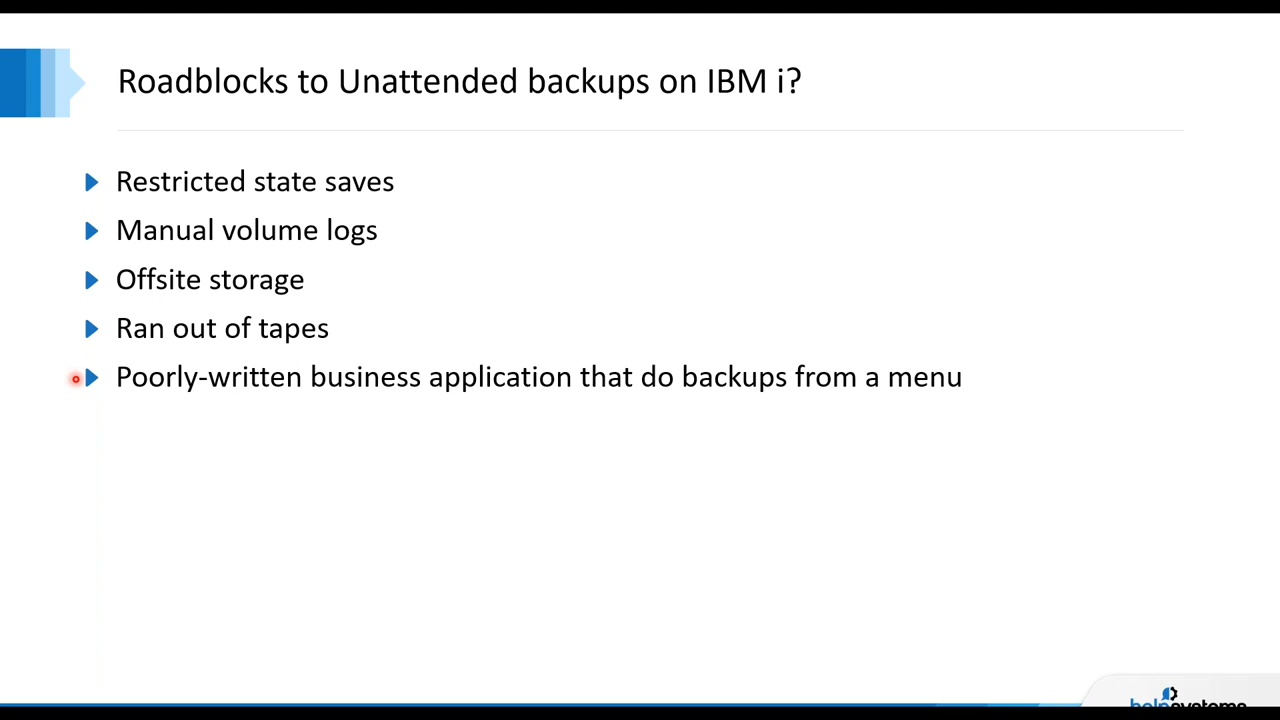 Roadblocks to Unattended backups on IBM i?
Restricted state saves
Manual volume logs
Offsite storage
Ran out of tapes
Poorly-written business application that do backups from a menu
helpsystems